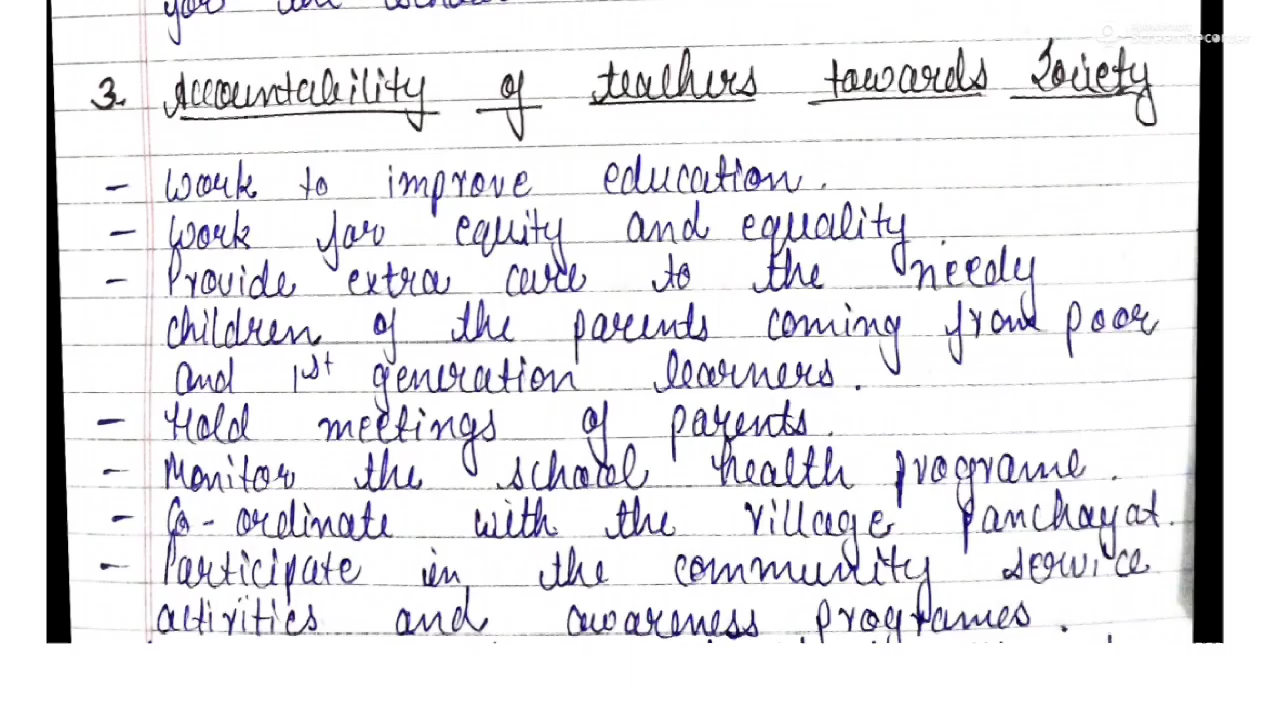 3. Accountability of teachers towards Society
- Work to improve education.
- Work for equity and equality
- Provide extra care to the needy
children of the parents coming from poor
and 1st generation learners.
- Hold meetings of parents.
- Monitor the school health programe.
- Co-ordinate with the village Panchayat.
- Participate in the community service
activities and awareness programes.